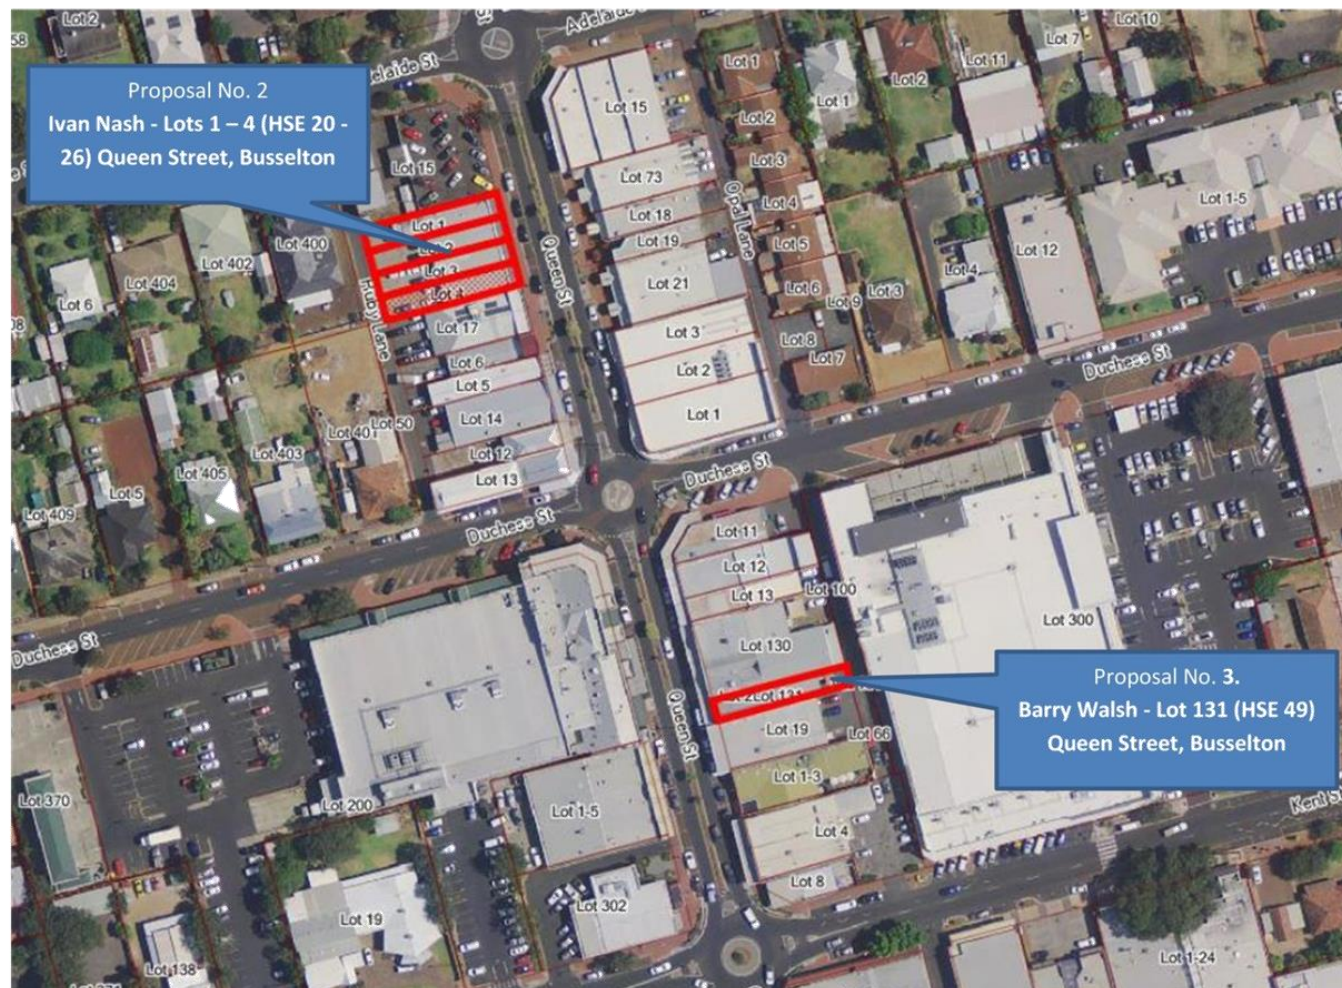 Lot 2
58
St
Adelaide S
Lot 10
Lot 7
Lot 11
Lot 2
Lot 1
Lot 1
delaide St
Proposal No. 2
Ivan Nash - Lots 1 – 4 (HSE 20 -
26) Queen Street, Busselton
Lot 15
Lot 15
Lot 2
Lot 3
Lot 73
Lot 4
Lot 18
Lot 1-5
Lot 1
Lot 400
Lot 402
Lot 404
Lot 6
Lot 3
Queen St
Lot 19
Opal Lane
Lot 5
Lot 4
Lot 12
Lot 21
Lot 6
Lot 9
Lot 3
08
Ruby Lane
Lot 17
Lot 3
Lot 8
Lot 7
Lot 6
Lot 5
Lot 2
Duchess St
Lot 14
Lot 1
Lot 50
Lot 401
Lot 403
Lot 12
Lot 13
Duchess St
Lot 405
Lot 5
Lot 409
Duchess St
Lot 11
Lot 12
Lot 13
Lot 100
Lot 300
Lot 130
Duchess St
Proposal No. 3.
Barry Walsh - Lot 131 (HSE 49)
Queen Street, Busselton
Lot 131
Queen St
Lot 19
Lot 66
Lot 1-3
Lot 370
Lot 200
Lot 1-5
Lot 4
Kent S
Lot 8
Lot 19
Lot 302
Lot 138
Lot 1-24